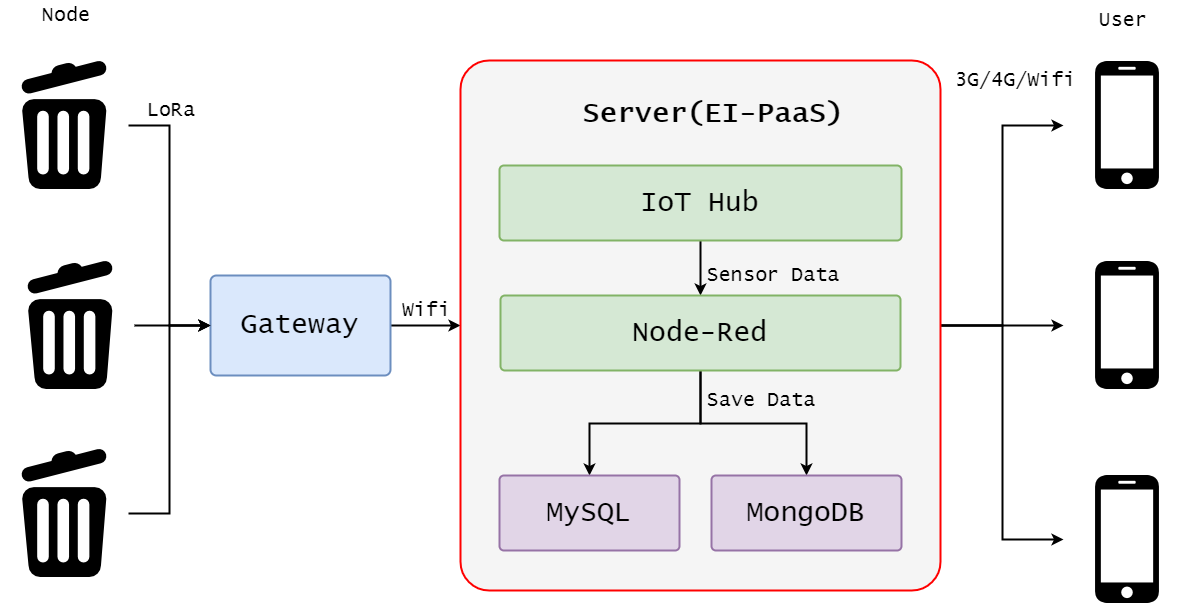 Node
User
3G/4G/Wifi
LoRa
Server(EI-PaaS)
IoT Hub
Sensor Data
Gateway
Wifi
Node-Red
Save Data
MySQL
MongoDB